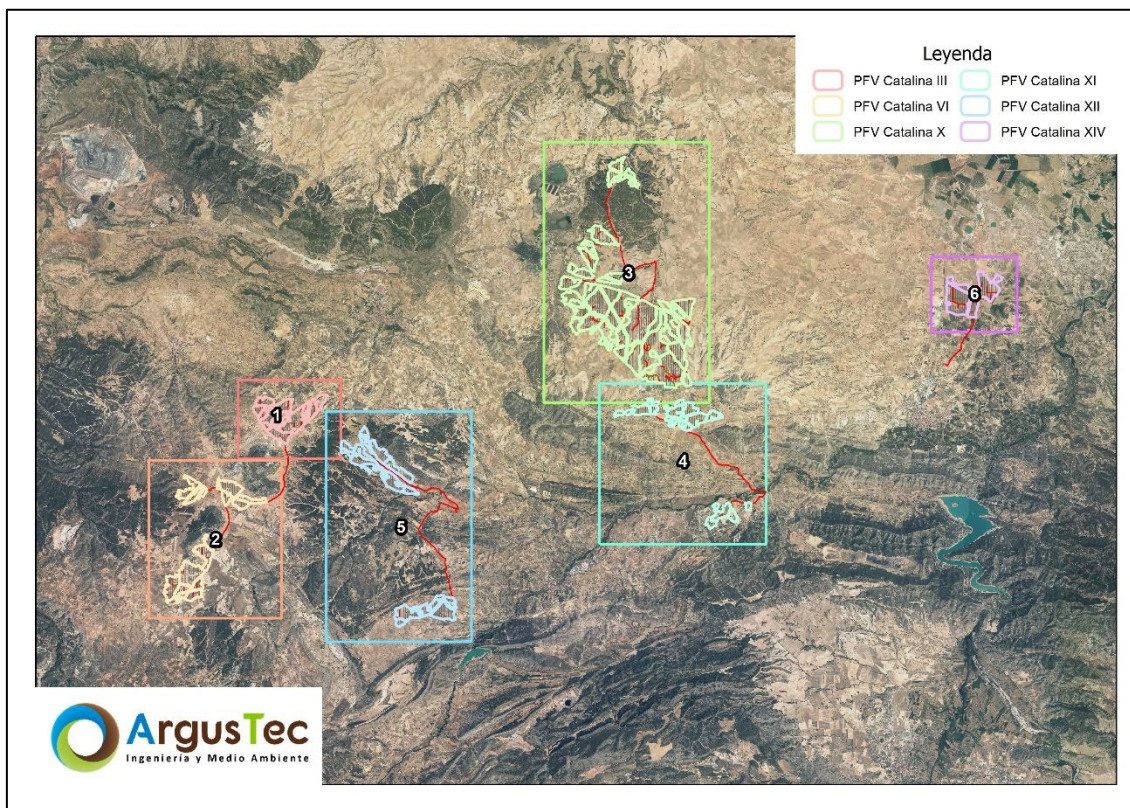 Leyenda
PFV Catalina III
PFV Catalina XI
PFV Catalina VI
PFV Catalina XII
PFV Catalina X
PFV Catalina XIV
3
6
1
4
5
2
ArgusTec
Ingeniería y Medio Ambiente